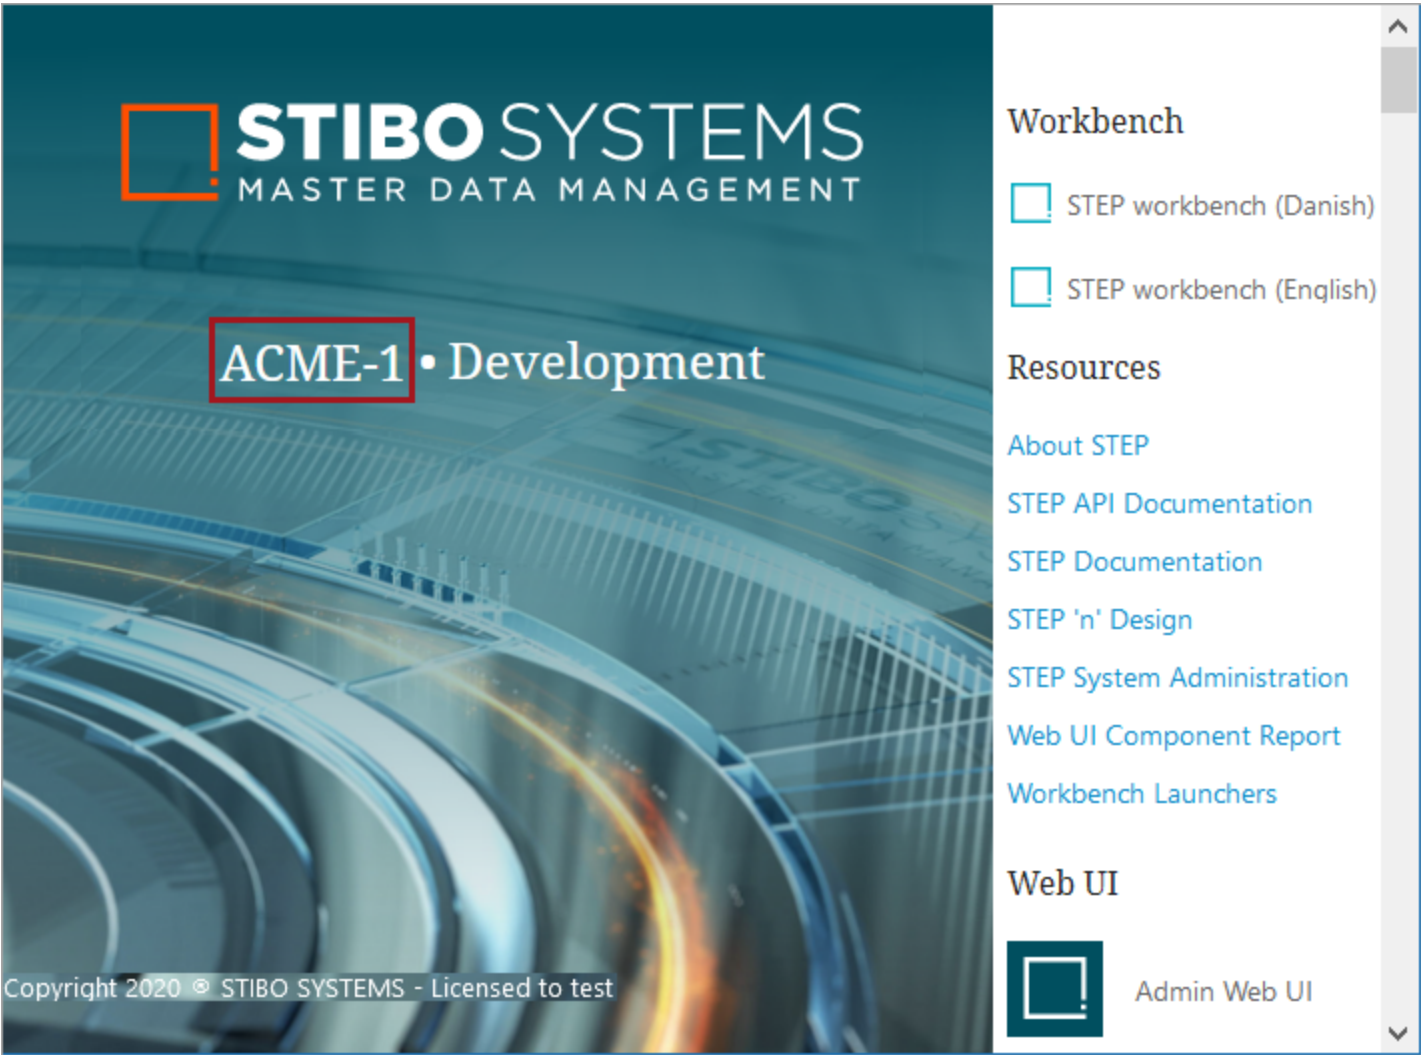 STIBO SYSTEMS
MASTER DATA MANAGEMENT
ACME-1 • Development
Copyright 2020 ® STIBO SYSTEMS - Licensed to test
Workbench
STEP workbench (Danish)
STEP workbench (English)
Resources
About STEP
STEP API Documentation
STEP Documentation
STEP 'n' Design
STEP System Administration
Web UI Component Report
Workbench Launchers
Web UI
Admin Web UI